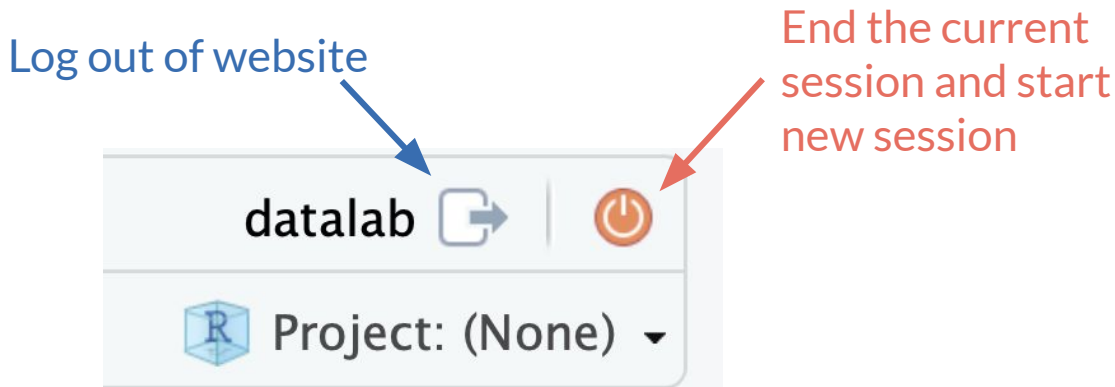 Log out of website
End the current
session and start
new session
datalab
R Project: (None)